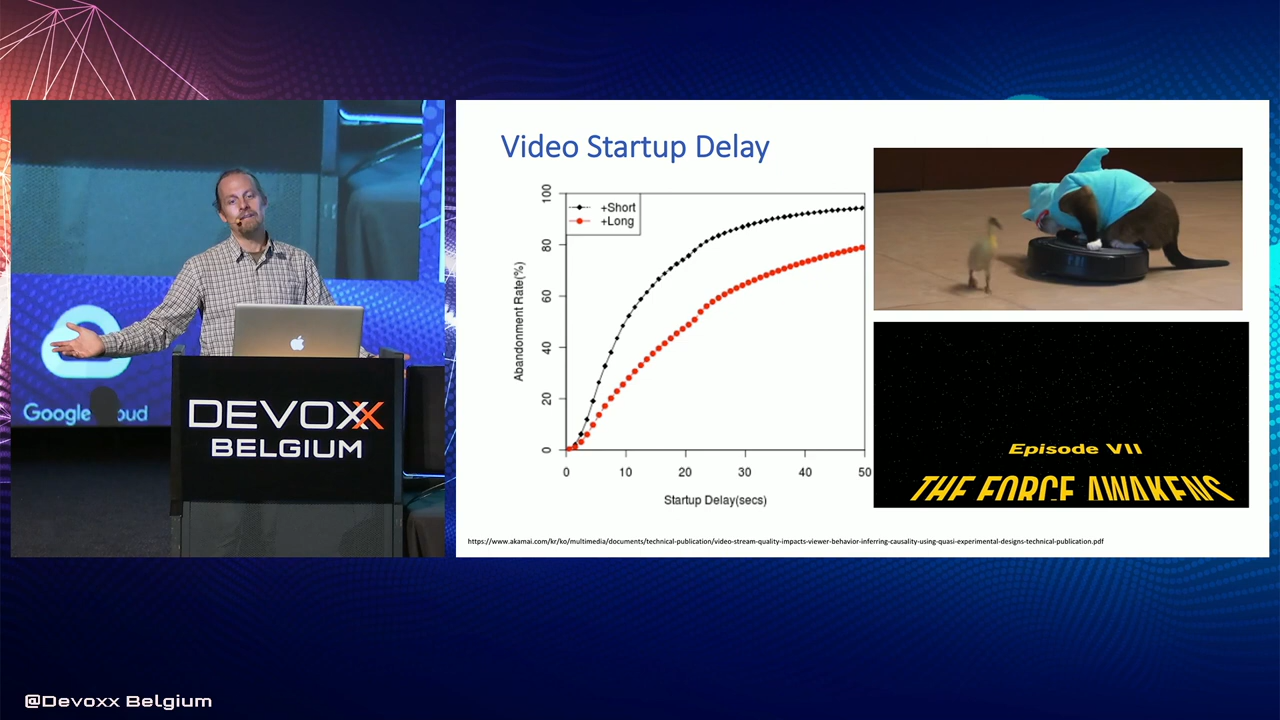 Google
DEVOXX
BELGIUM
Video Startup Delay
100
80
60
40
20
0
Abandonment Rate(%)
+Short
+Long
0 10 20 30 40 50
Startup Delay(secs)
Episode VII
THE FORCE AWAKENS
https://www.akamai.com/kr/ko/multimedia/documents/technical-publication/video-stream-quality-impacts-viewer-behavior-inferring-causality-using-quasi-experimental-designs-technical-publication.pdf
@Devoxx Belgium